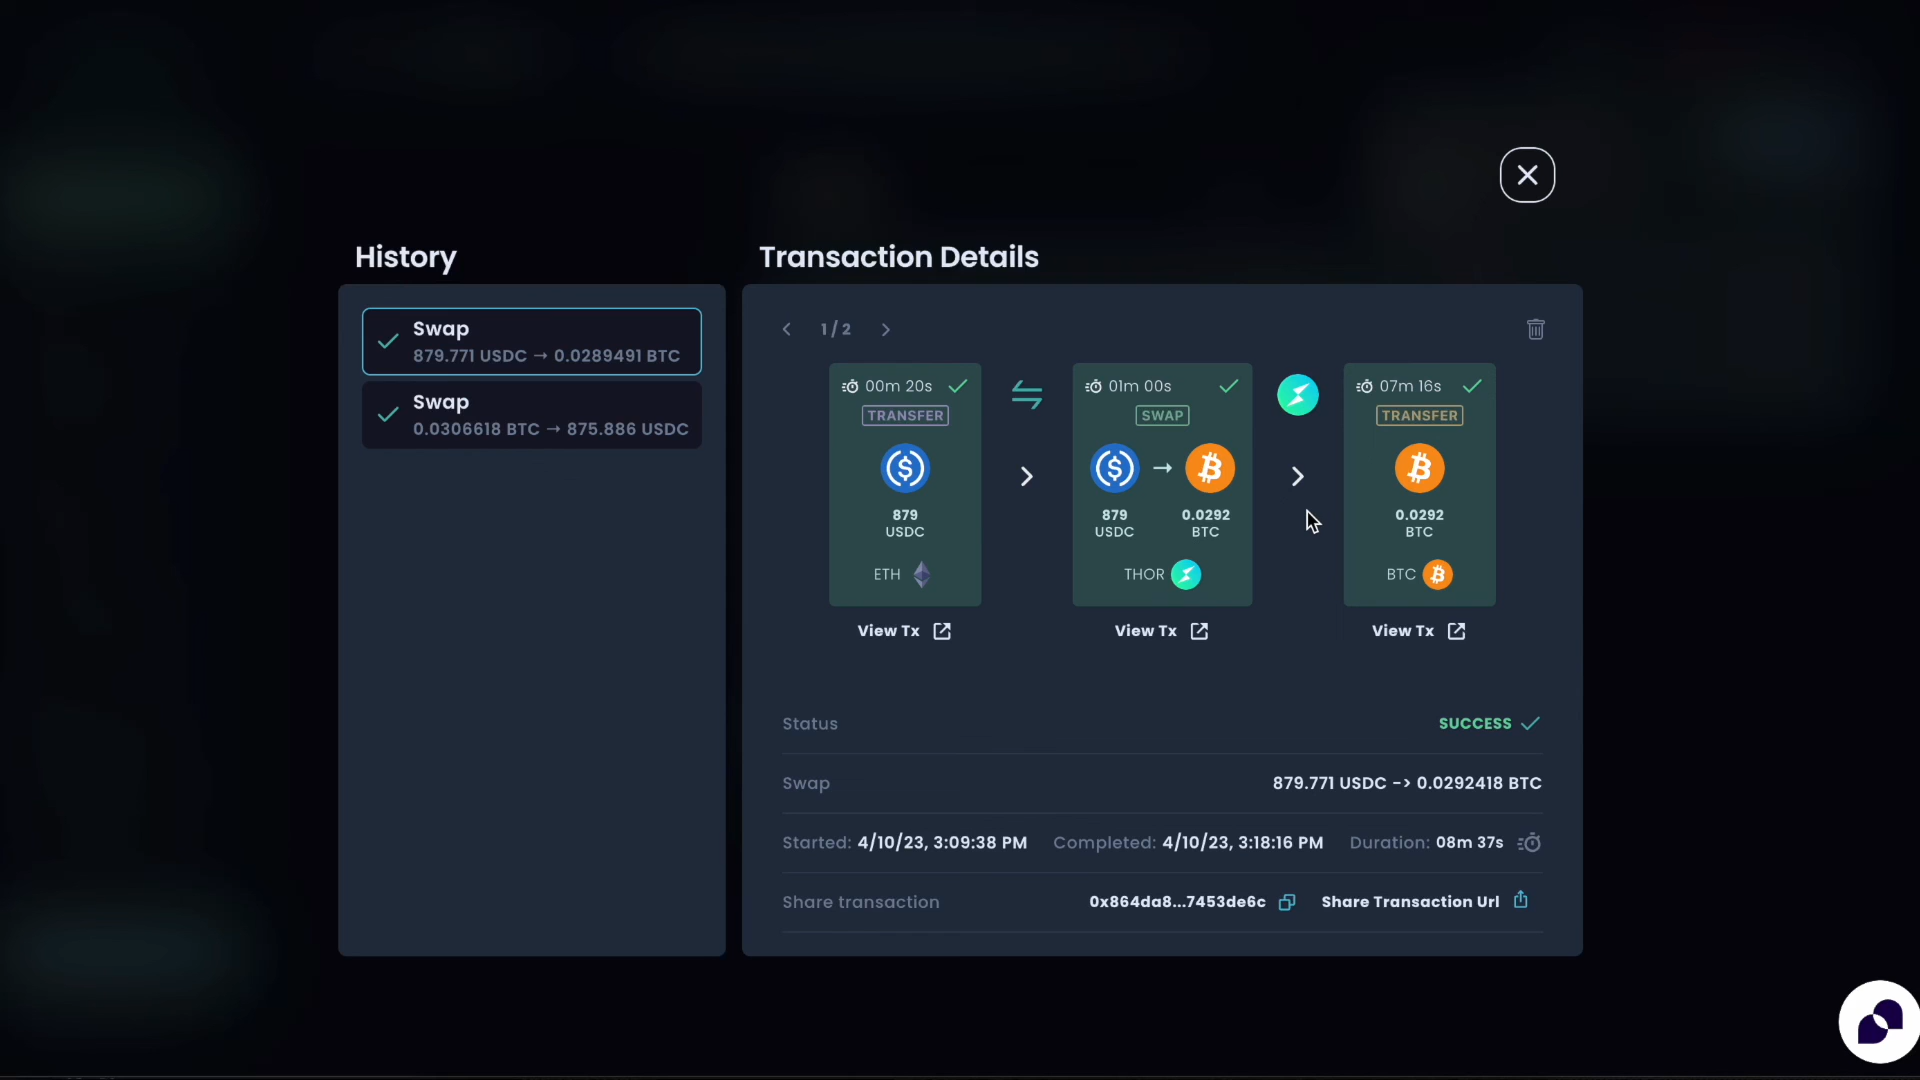 History
Swap
879.771 USDC → 0.0289491 BTC
Swap
0.0306618 BTC → 875.886 USDC
Transaction Details
1 / 2
00m 20s
TRANSFER
879
USDC
ETH
View Tx
01m 00s
SWAP
879
USDC
0.0292
BTC
THOR
View Tx
07m 16s
TRANSFER
0.0292
BTC
BTC
View Tx
Status SUCCESS
Swap 879.771 USDC -> 0.0292418 BTC
Started: 4/10/23, 3:09:38 PM Completed: 4/10/23, 3:18:16 PM Duration: 08m 37s
Share transaction 0x864da8...7453de6c Share Transaction Url